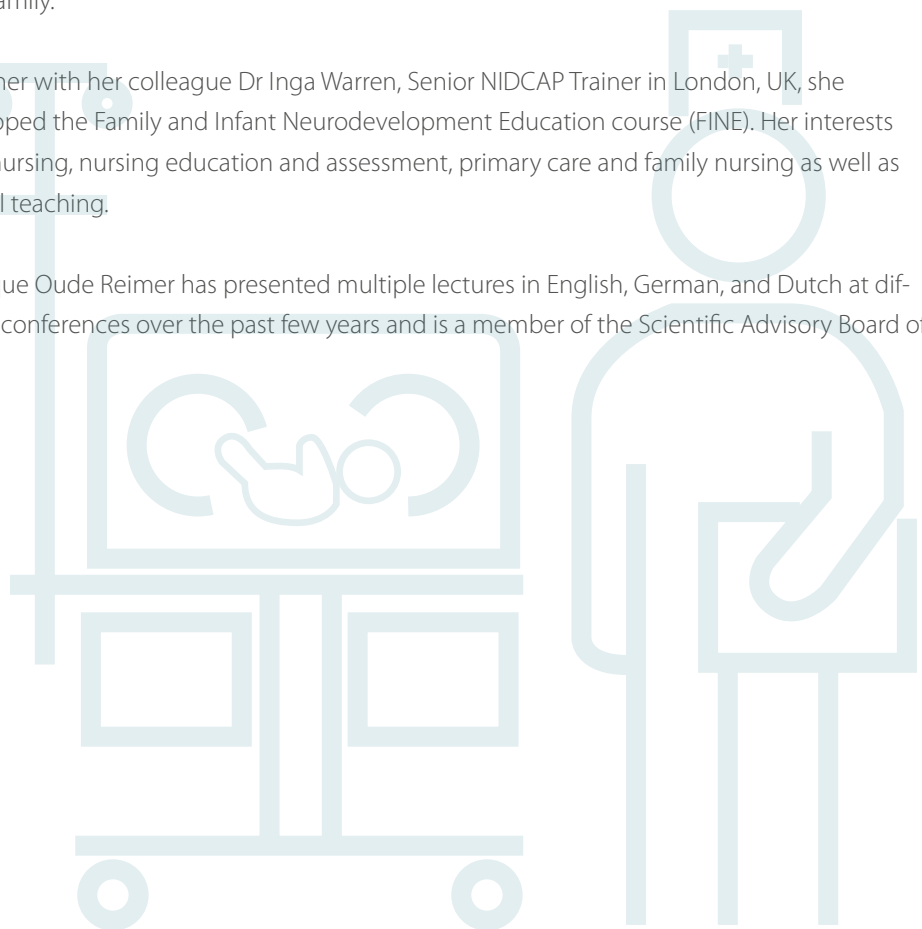 amily.
ner with her colleague Dr Inga Warren, Senior NIDCAP Trainer in London, UK, she
oped the Family and Infant Neurodevelopment Education course (FINE). Her interests
nursing, nursing education and assessment, primary care and family nursing as well as
l teaching.
ue Oude Reimer has presented multiple lectures in English, German, and Dutch at dif-
conferences over the past few years and is a member of the Scientific Advisory Board of